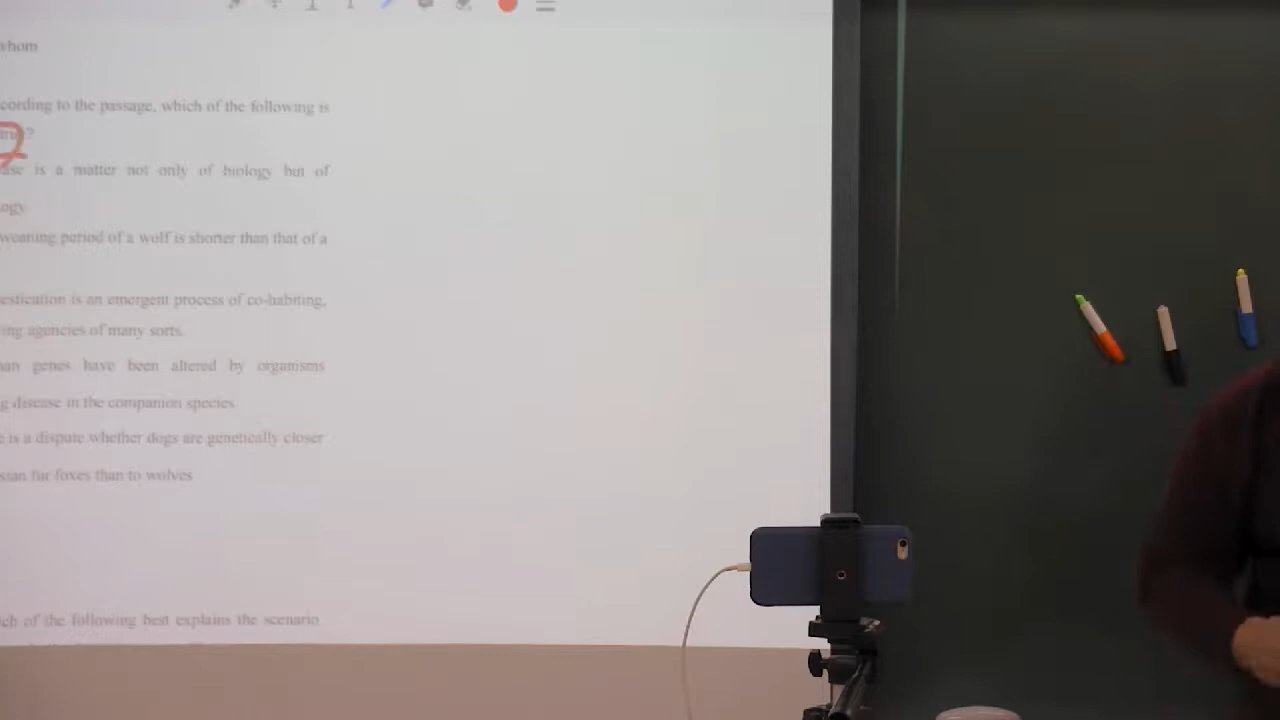 whom
cording to the passage, which of the following is
?
ase is a matter not only of biology but of
ogy
weaning period of a wolf is shorter than that of a
estication is an emergent process of co-habiting,
ing agencies of many sorts.
an genes have been altered by organisms
g disease in the companion species
e is a dispute whether dogs are genetically closer
ssian fur foxes than to wolves
ch of the following best explains the scenario